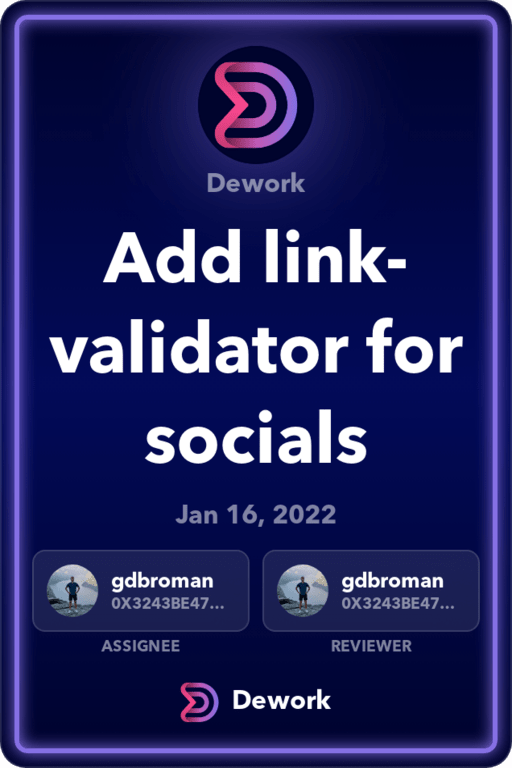 Dework
Add link-
validator for
socials
Jan 16, 2022
gdbroman
0X3243BE47...
ASSIGNEE
gdbroman
0X3243BE47...
REVIEWER
Dework